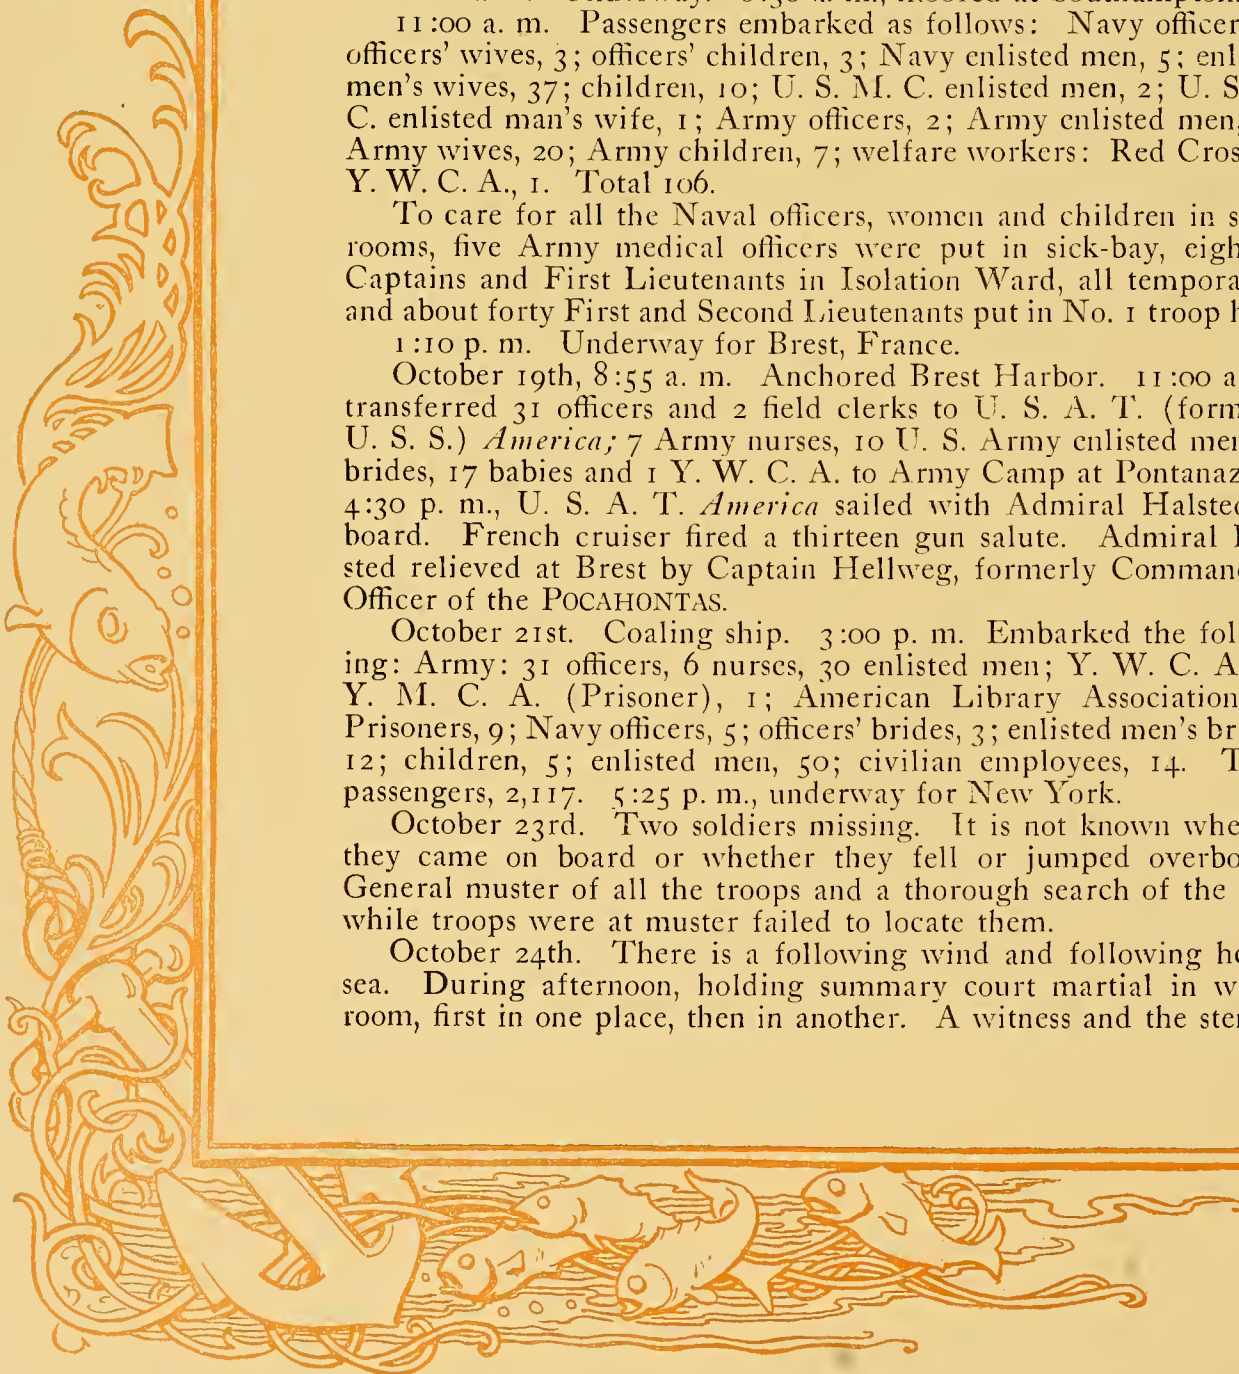 11:00 a. m. Passengers embarked as follows: Navy officer
officers' wives, 3; officers' children, 3; Navy enlisted men, 5; enl
men's wives, 37; children, 10; U. S. M. C. enlisted men, 2; U. S
C. enlisted man's wife, 1; Army officers, 2; Army enlisted men,
Army wives, 20; Army children, 7; welfare workers: Red Cros
Y. W. C. A., 1. Total 106.
To care for all the Naval officers, women and children in s
rooms, five Army medical officers were put in sick-bay, eigh
Captains and First Lieutenants in Isolation Ward, all tempora
and about forty First and Second Lieutenants put in No. 1 troop h
1:10 p. m. Underway for Brest, France.
October 19th, 8:55 a. m. Anchored Brest Harbor. 11:00 a
transferred 31 officers and 2 field clerks to U. S. A. T. (form
U. S. S.) America; 7 Army nurses, 10 U. S. Army enlisted men
brides, 17 babies and 1 Y. W. C. A. to Army Camp at Pontanaz
4:30 p. m., U. S. A. T. America sailed with Admiral Halsted
board. French cruiser fired a thirteen gun salute. Admiral H
sted relieved at Brest by Captain Hellweg, formerly Command
Officer of the POCAHONTAS.
October 21st. Coaling ship. 3:00 p. m. Embarked the fol
ing: Army: 31 officers, 6 nurses, 30 enlisted men; Y. W. C. A
Y. M. C. A. (Prisoner), 1; American Library Association
Prisoners, 9; Navy officers, 5; officers' brides, 3; enlisted men's br
12; children, 5; enlisted men, 50; civilian employees, 14. T
passengers, 2,117. 5:25 p. m., underway for New York.
October 23rd. Two soldiers missing. It is not known whe
they came on board or whether they fell or jumped overbo
General muster of all the troops and a thorough search of the
while troops were at muster failed to locate them.
October 24th. There is a following wind and following he
sea. During afternoon, holding summary court martial in w
room, first in one place, then in another. A witness and the ster